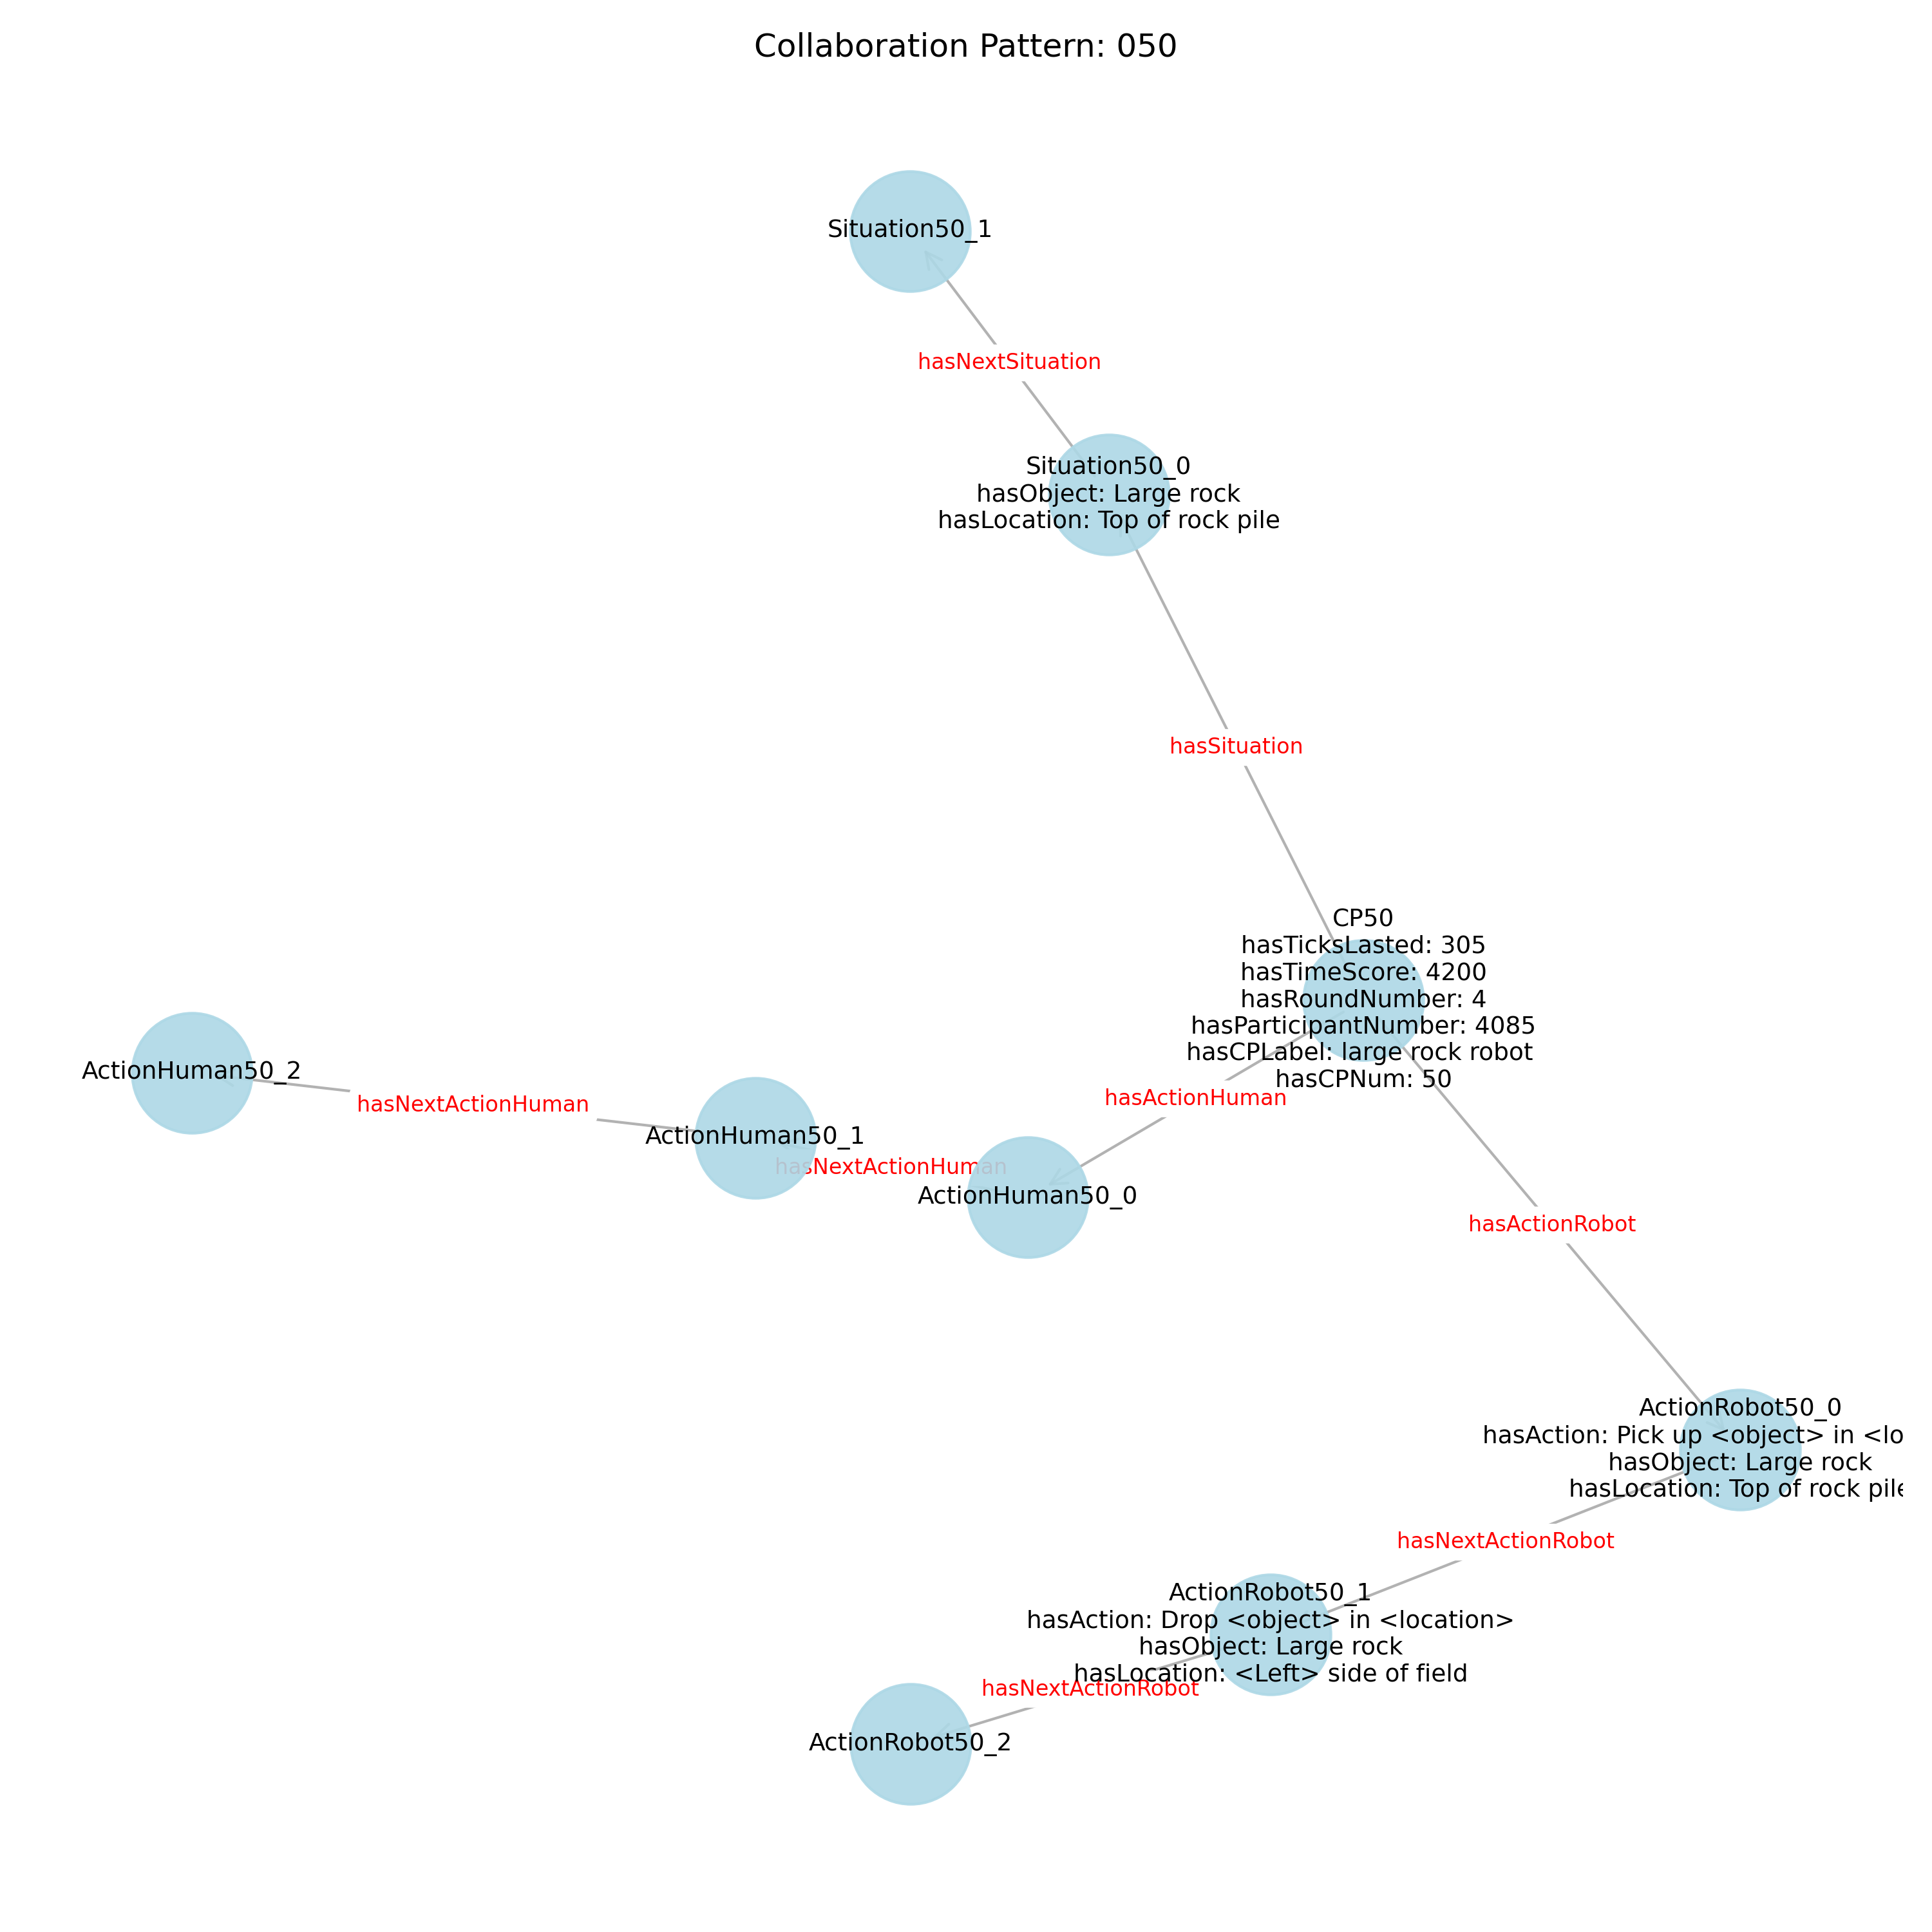 Collaboration Pattern: 050
Situation50_1
hasNextSituation
Situation50_0
hasObject: Large rock
hasLocation: Top of rock pile
hasSituation
CP50
hasTicksLasted: 305
hasTimeScore: 4200
hasRoundNumber: 4
hasParticipantNumber: 4085
hasCPLabel: large rock robot
hasCPNum: 50
ActionHuman50_2
hasNextActionHuman
hasActionHuman
ActionHuman50_1
hasNextActionHuman
ActionHuman50_0
hasActionRobot
ActionRobot50_0
hasAction: Pick up <object> in <lo
hasObject: Large rock
hasLocation: Top of rock pile
hasNextActionRobot
ActionRobot50_1
hasAction: Drop <object> in <location>
hasObject: Large rock
hasLocation: <Left> side of field
hasNextActionRobot
ActionRobot50_2